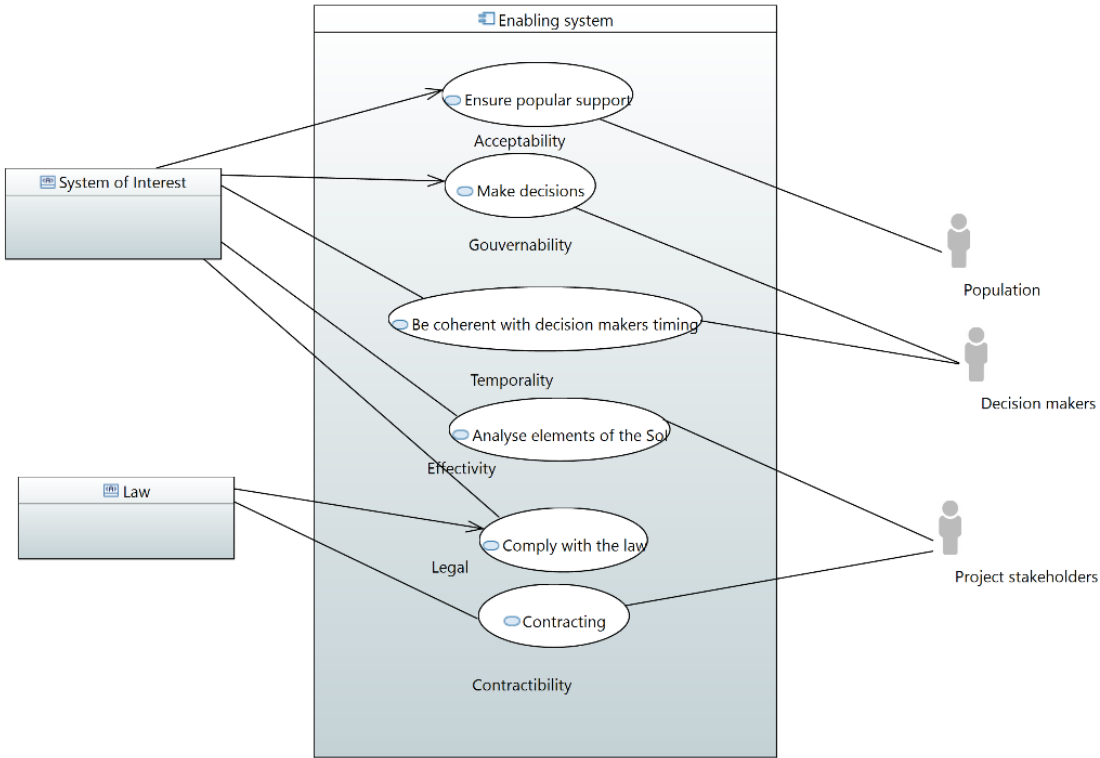 Enabling system
Ensure popular support
Acceptability
System of Interest
Make decisions
Gouvernability
Population
Be coherent with decision makers timing
Temporality
Decision makers
Analyse elements of the SoI
Effectivity
Law
Comply with the law
Legal
Project stakeholders
Contracting
Contractibility